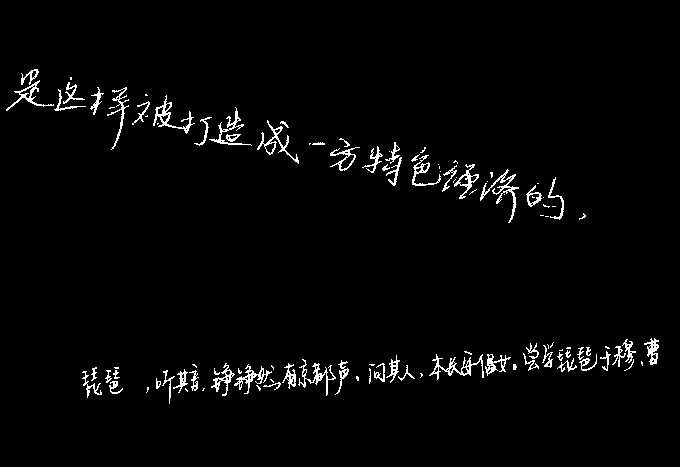 是这样被打造成一方特色经济的,
琵琶,听其音,铮铮然有京都声。问其人,本长安倡女。尝学琵琶于穆、曹